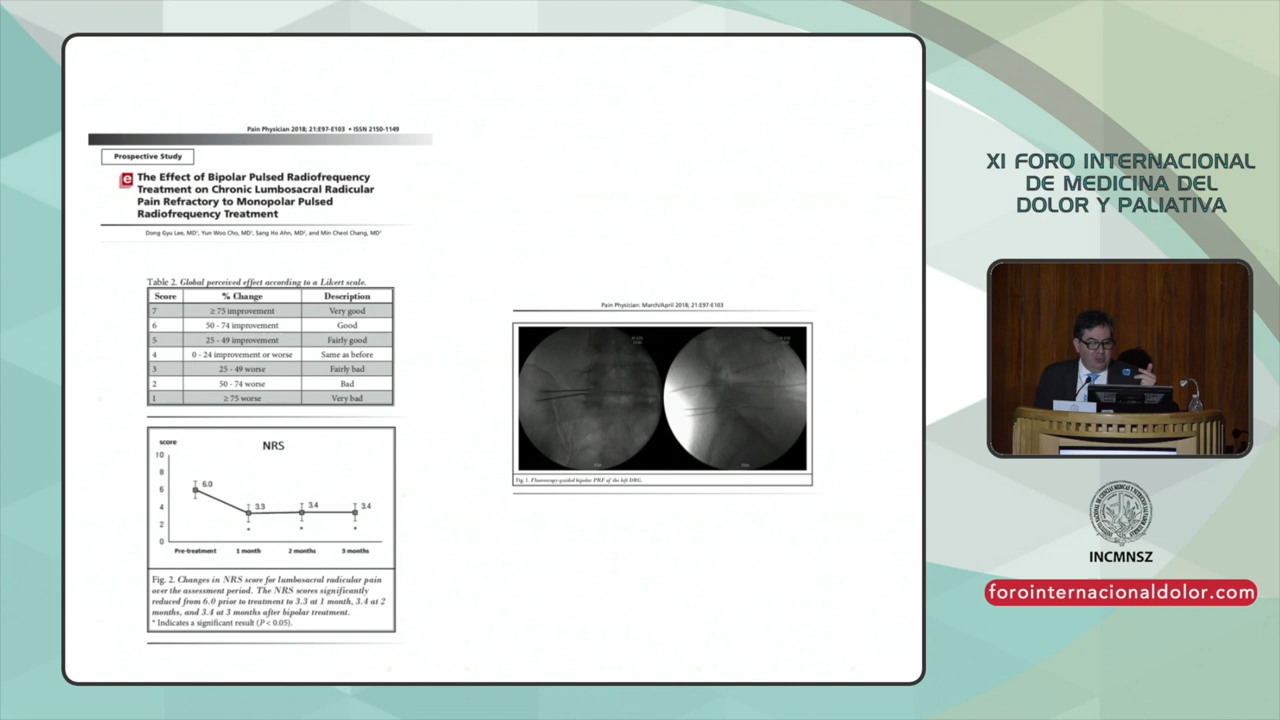 Pain Physician 2018; 21:E97-E103 • ISSN 2150-1149
Prospective Study
e
The Effect of Bipolar Pulsed Radiofrequency
Treatment on Chronic Lumbosacral Radicular
Pain Refractory to Monopolar Pulsed
Radiofrequency Treatment
Dong Gyu Lee, MD¹, Yun Woo Cho, MD¹, Sang Ho Ahn, MD², and Min Cheol Chang, MD¹
Table 2. Global perceived effect according to a Likert scale.
Score % Change Description
7 ≥ 75 improvement Very good
6 50 - 74 improvement Good
5 25 - 49 improvement Fairly good
4 0 - 24 improvement or worse Same as before
3 25 - 49 worse Fairly bad
2 50 - 74 worse Bad
1 ≥ 75 worse Very bad
score
NRS
10
8
6
4
2
0
6.0
3.3
3.4
3.4
*
*
*
Pre-treatment 1 month 2 months 3 months
Fig. 2. Changes in NRS score for lumbosacral radicular pain
over the assessment period. The NRS scores significantly
reduced from 6.0 prior to treatment to 3.3 at 1 month, 3.4 at 2
months, and 3.4 at 3 months after bipolar treatment.
* Indicates a significant result (P < 0.05).
Pain Physician: March/April 2018; 21:E97-E103
Fig. 1. Fluoroscopy-guided bipolar PRF of the left DRG.
XI FORO INTERNACIONAL
DE MEDICINA DEL
DOLOR Y PALIATIVA
INCMNSZ
forointernacionaldolor.com